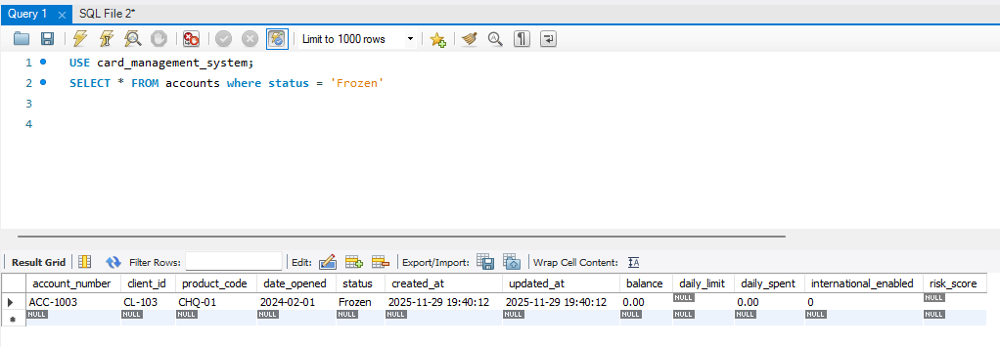 Query 1 SQL File 2*
Limit to 1000 rows
1 USE card_management_system;
2 SELECT * FROM accounts where status = 'Frozen'
3
4
Result Grid Filter Rows: Edit: Export/Import: Wrap Cell Content:
account_number client_id product_code date_opened status created_at updated_at balance daily_limit daily_spent international_enabled risk_score
ACC-1003 CL-103 CHQ-01 2024-02-01 Frozen 2025-11-29 19:40:12 2025-11-29 19:40:12 0.00 NULL 0.00 0 NULL
NULL NULL NULL NULL NULL NULL NULL NULL NULL NULL NULL NULL